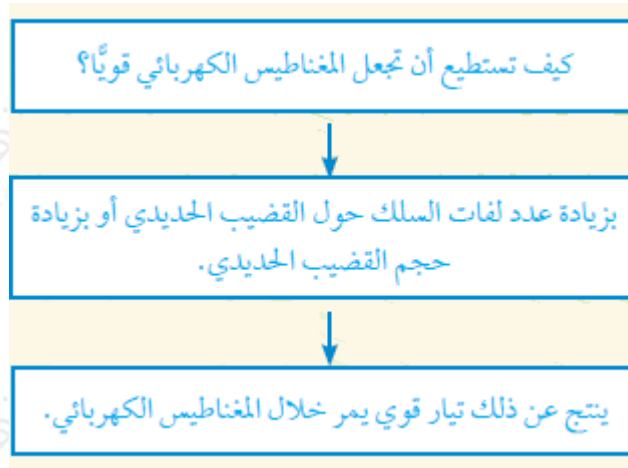 كيف تستطيع أن تجعل المغناطيس الكهربائي قويًّا؟
بزيادة عدد لفات السلك حول القضيب الحديدي أو بزيادة
حجم القضيب الحديدي.
ينتج عن ذلك تيار قوي يمر خلال المغناطيس الكهربائي.